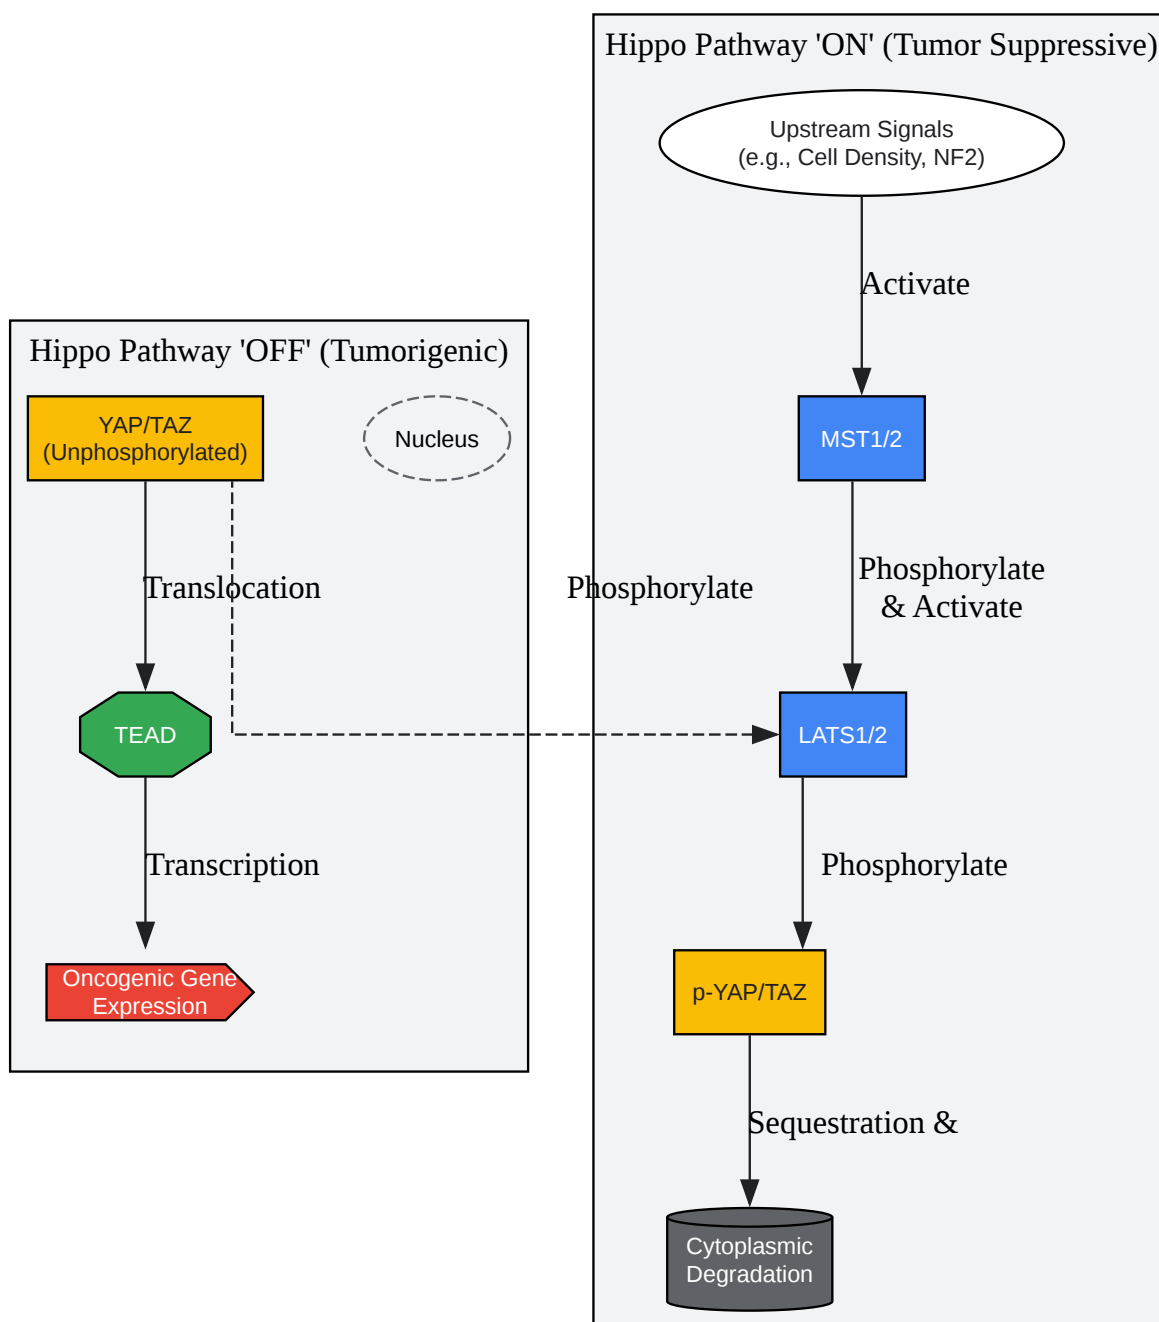 Hippo Pathway 'ON' (Tumor Suppressive)
Upstream Signals
(e.g., Cell Density, NF2)
Activate
Hippo Pathway 'OFF' (Tumorigenic)
YAP/TAZ
(Unphosphorylated)
Nucleus
MST1/2
Translocation
Phosphorylate
Phosphorylate
& Activate
TEAD
LATS1/2
Transcription
Phosphorylate
Oncogenic Gene
Expression
p-YAP/TAZ
Sequestration &
Cytoplasmic
Degradation